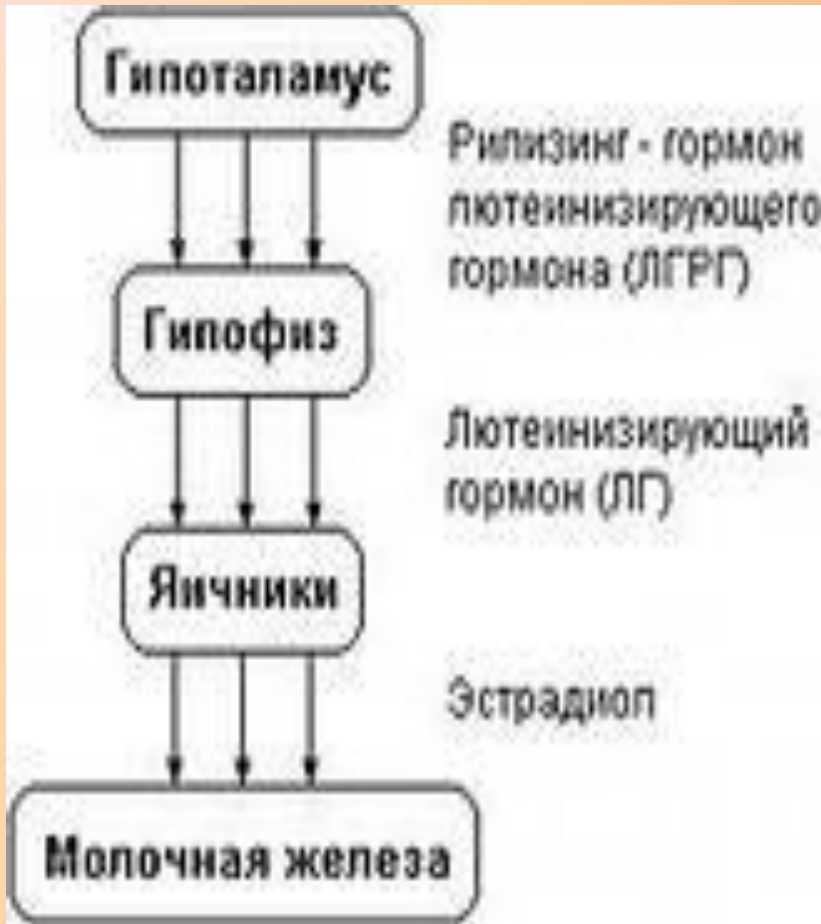 Гипоталамус
Рилизинг - гормон
лютеинизирующего
гормона (ЛГРГ)
Гипофиз
Лютеинизирующий
гормон (ЛГ)
Яичники
Эстрадиол
Молочная железа